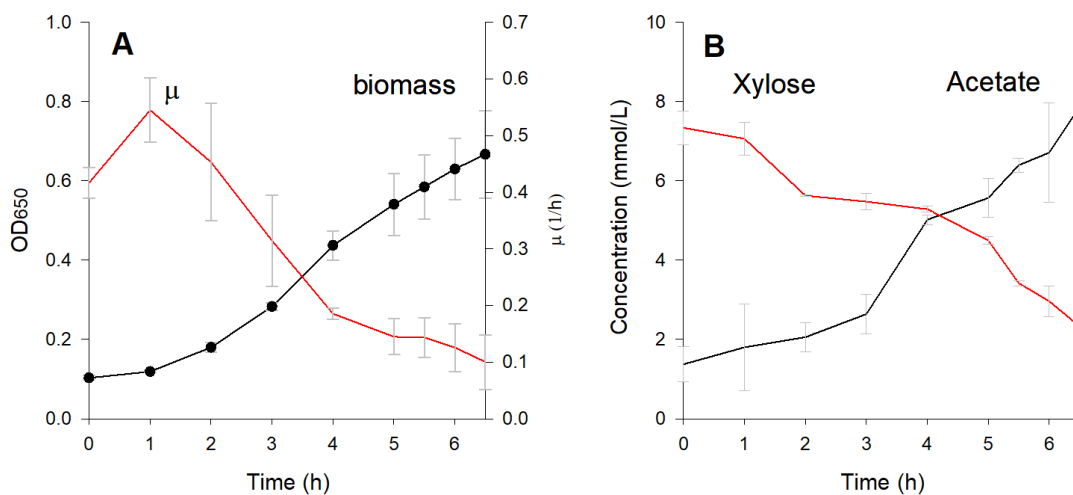 A
μ
biomass
OD650
1.0
0.8
0.6
0.4
0.2
0.0
0 1 2 3 4 5 6
Time (h)
0.7
0.6
0.5
0.4
0.3
0.2
0.1
0.0
μ (1/h)
B
Xylose
Acetate
Concentration (mmol/L)
10
8
6
4
2
0
0 1 2 3 4 5 6
Time (h)